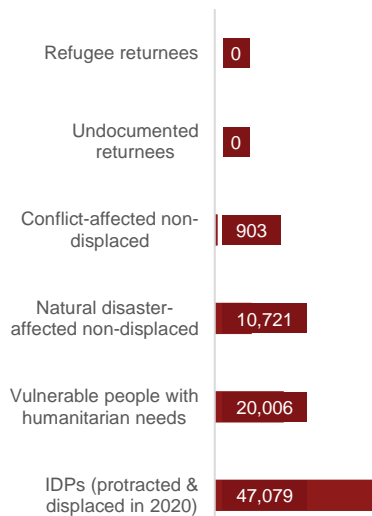 Refugee returnees
0
Undocumented
returnees
0
Conflict-affected non-
displaced
903
Natural disaster-
affected non-displaced
10,721
Vulnerable people with
humanitarian needs
20,006
IDPs (protracted &
displaced in 2020)
47,079